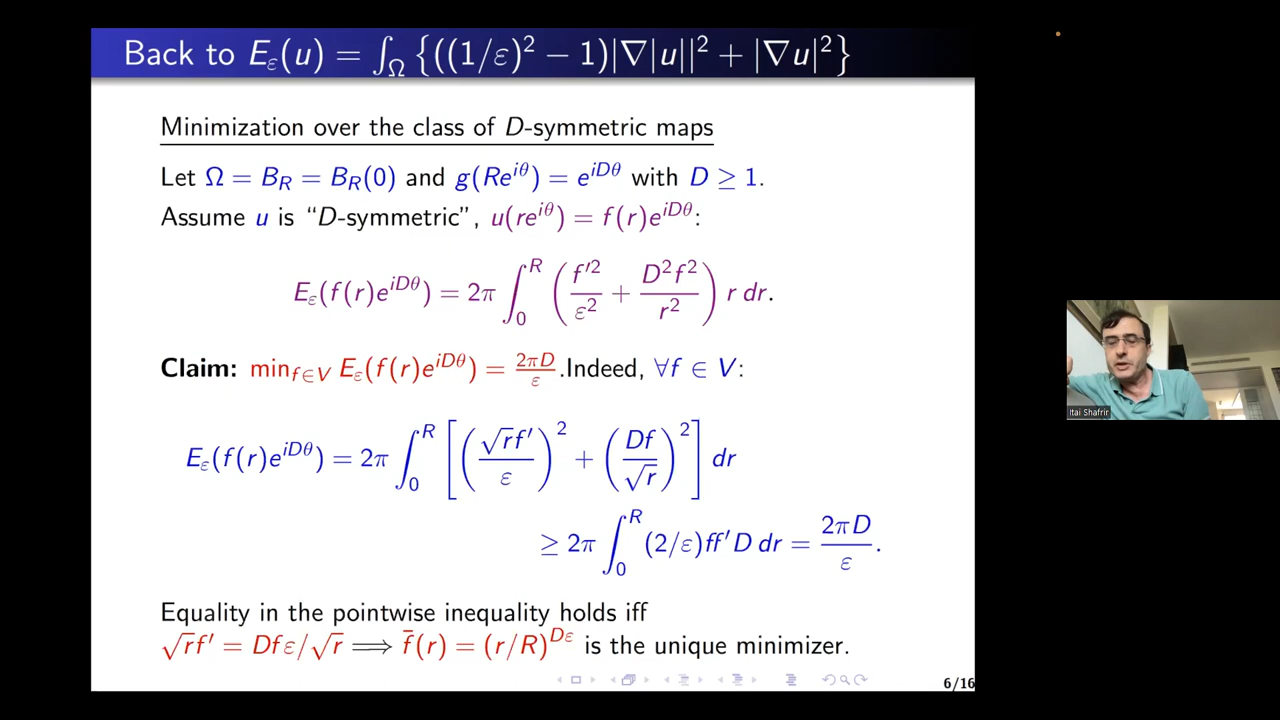 Back to E_ε(u) = ∫_Ω {((1/ε)² − 1)|∇|u||² + |∇u|²}
Minimization over the class of D-symmetric maps
Let Ω = B_R = B_R(0) and g(Re^{iθ}) = e^{iDθ} with D ≥ 1.
Assume u is “D-symmetric”, u(re^{iθ}) = f(r)e^{iDθ}:
E_ε(f(r)e^{iDθ}) = 2π ∫_0^R (f′²/ε² + D²f²/r²) r dr.
Claim: min_{f∈V} E_ε(f(r)e^{iDθ}) = 2πD/ε.Indeed, ∀f ∈ V:
E_ε(f(r)e^{iDθ}) = 2π ∫_0^R [(√r f′/ε)² + (Df/√r)²] dr
≥ 2π ∫_0^R (2/ε)ff′D dr = 2πD/ε.
Equality in the pointwise inequality holds iff
√r f′ = Dfε/√r ⟹ f̄(r) = (r/R)^{Dε} is the unique minimizer.
6/16
Itai Shafrir